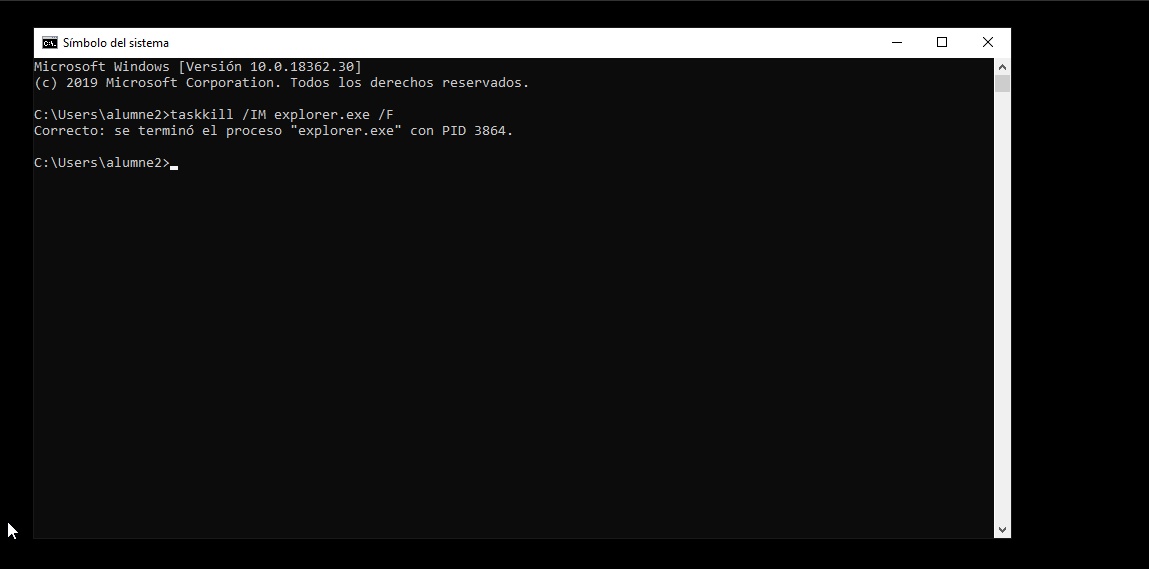 Símbolo del sistema
Microsoft Windows [Versión 10.0.18362.30]
(c) 2019 Microsoft Corporation. Todos los derechos reservados.
C:\Users\alumne2>taskkill /IM explorer.exe /F
Correcto: se terminó el proceso "explorer.exe" con PID 3864.
C:\Users\alumne2>